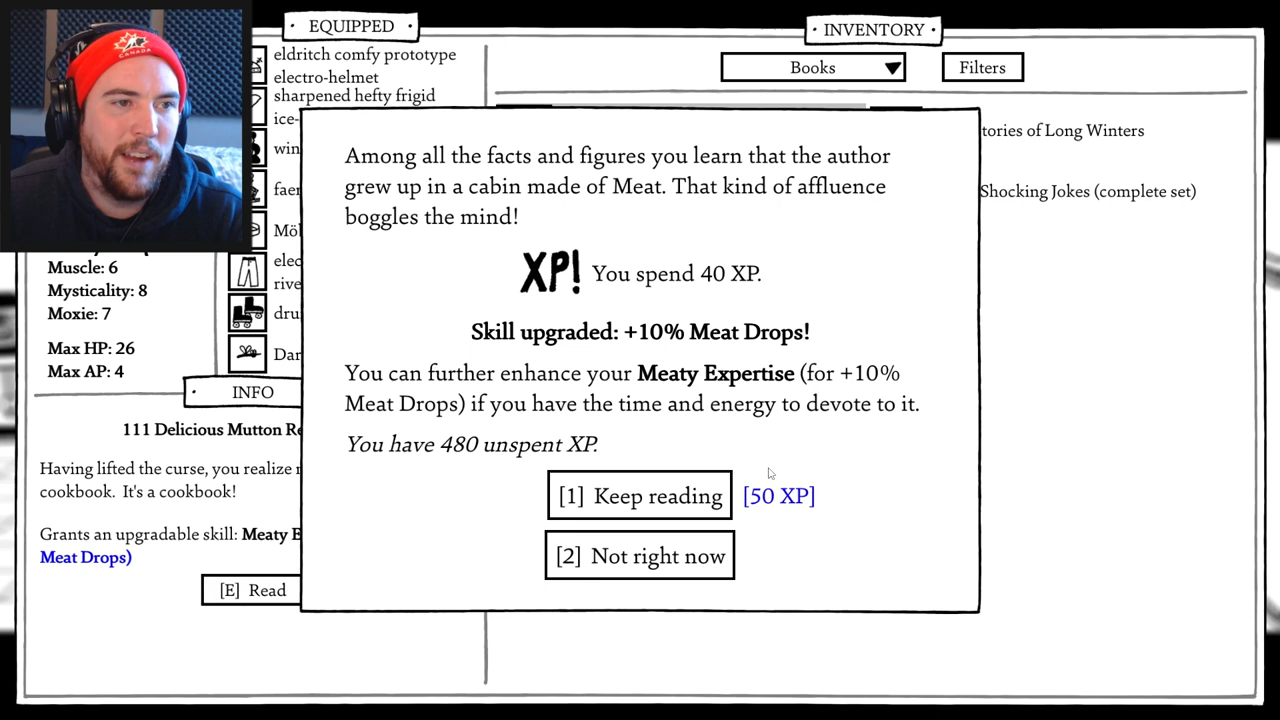 EQUIPPED
INVENTORY
CANADA
eldritch comfy prototype
electro-helmet
sharpened hefty frigid
ice-
win
faer
Möl
elec
rive
dru
Dar
Books
Filters
tories of Long Winters
Shocking Jokes (complete set)
Muscle: 6
Mysticality: 8
Moxie: 7
Max HP: 26
Max AP: 4
INFO
111 Delicious Mutton Re
Having lifted the curse, you realize
cookbook. It's a cookbook!
Grants an upgradable skill: Meaty E
Meat Drops)
[E] Read
Among all the facts and figures you learn that the author
grew up in a cabin made of Meat. That kind of affluence
boggles the mind!
XP! You spend 40 XP.
Skill upgraded: +10% Meat Drops!
You can further enhance your Meaty Expertise (for +10%
Meat Drops) if you have the time and energy to devote to it.
You have 480 unspent XP.
[1] Keep reading [50 XP]
[2] Not right now